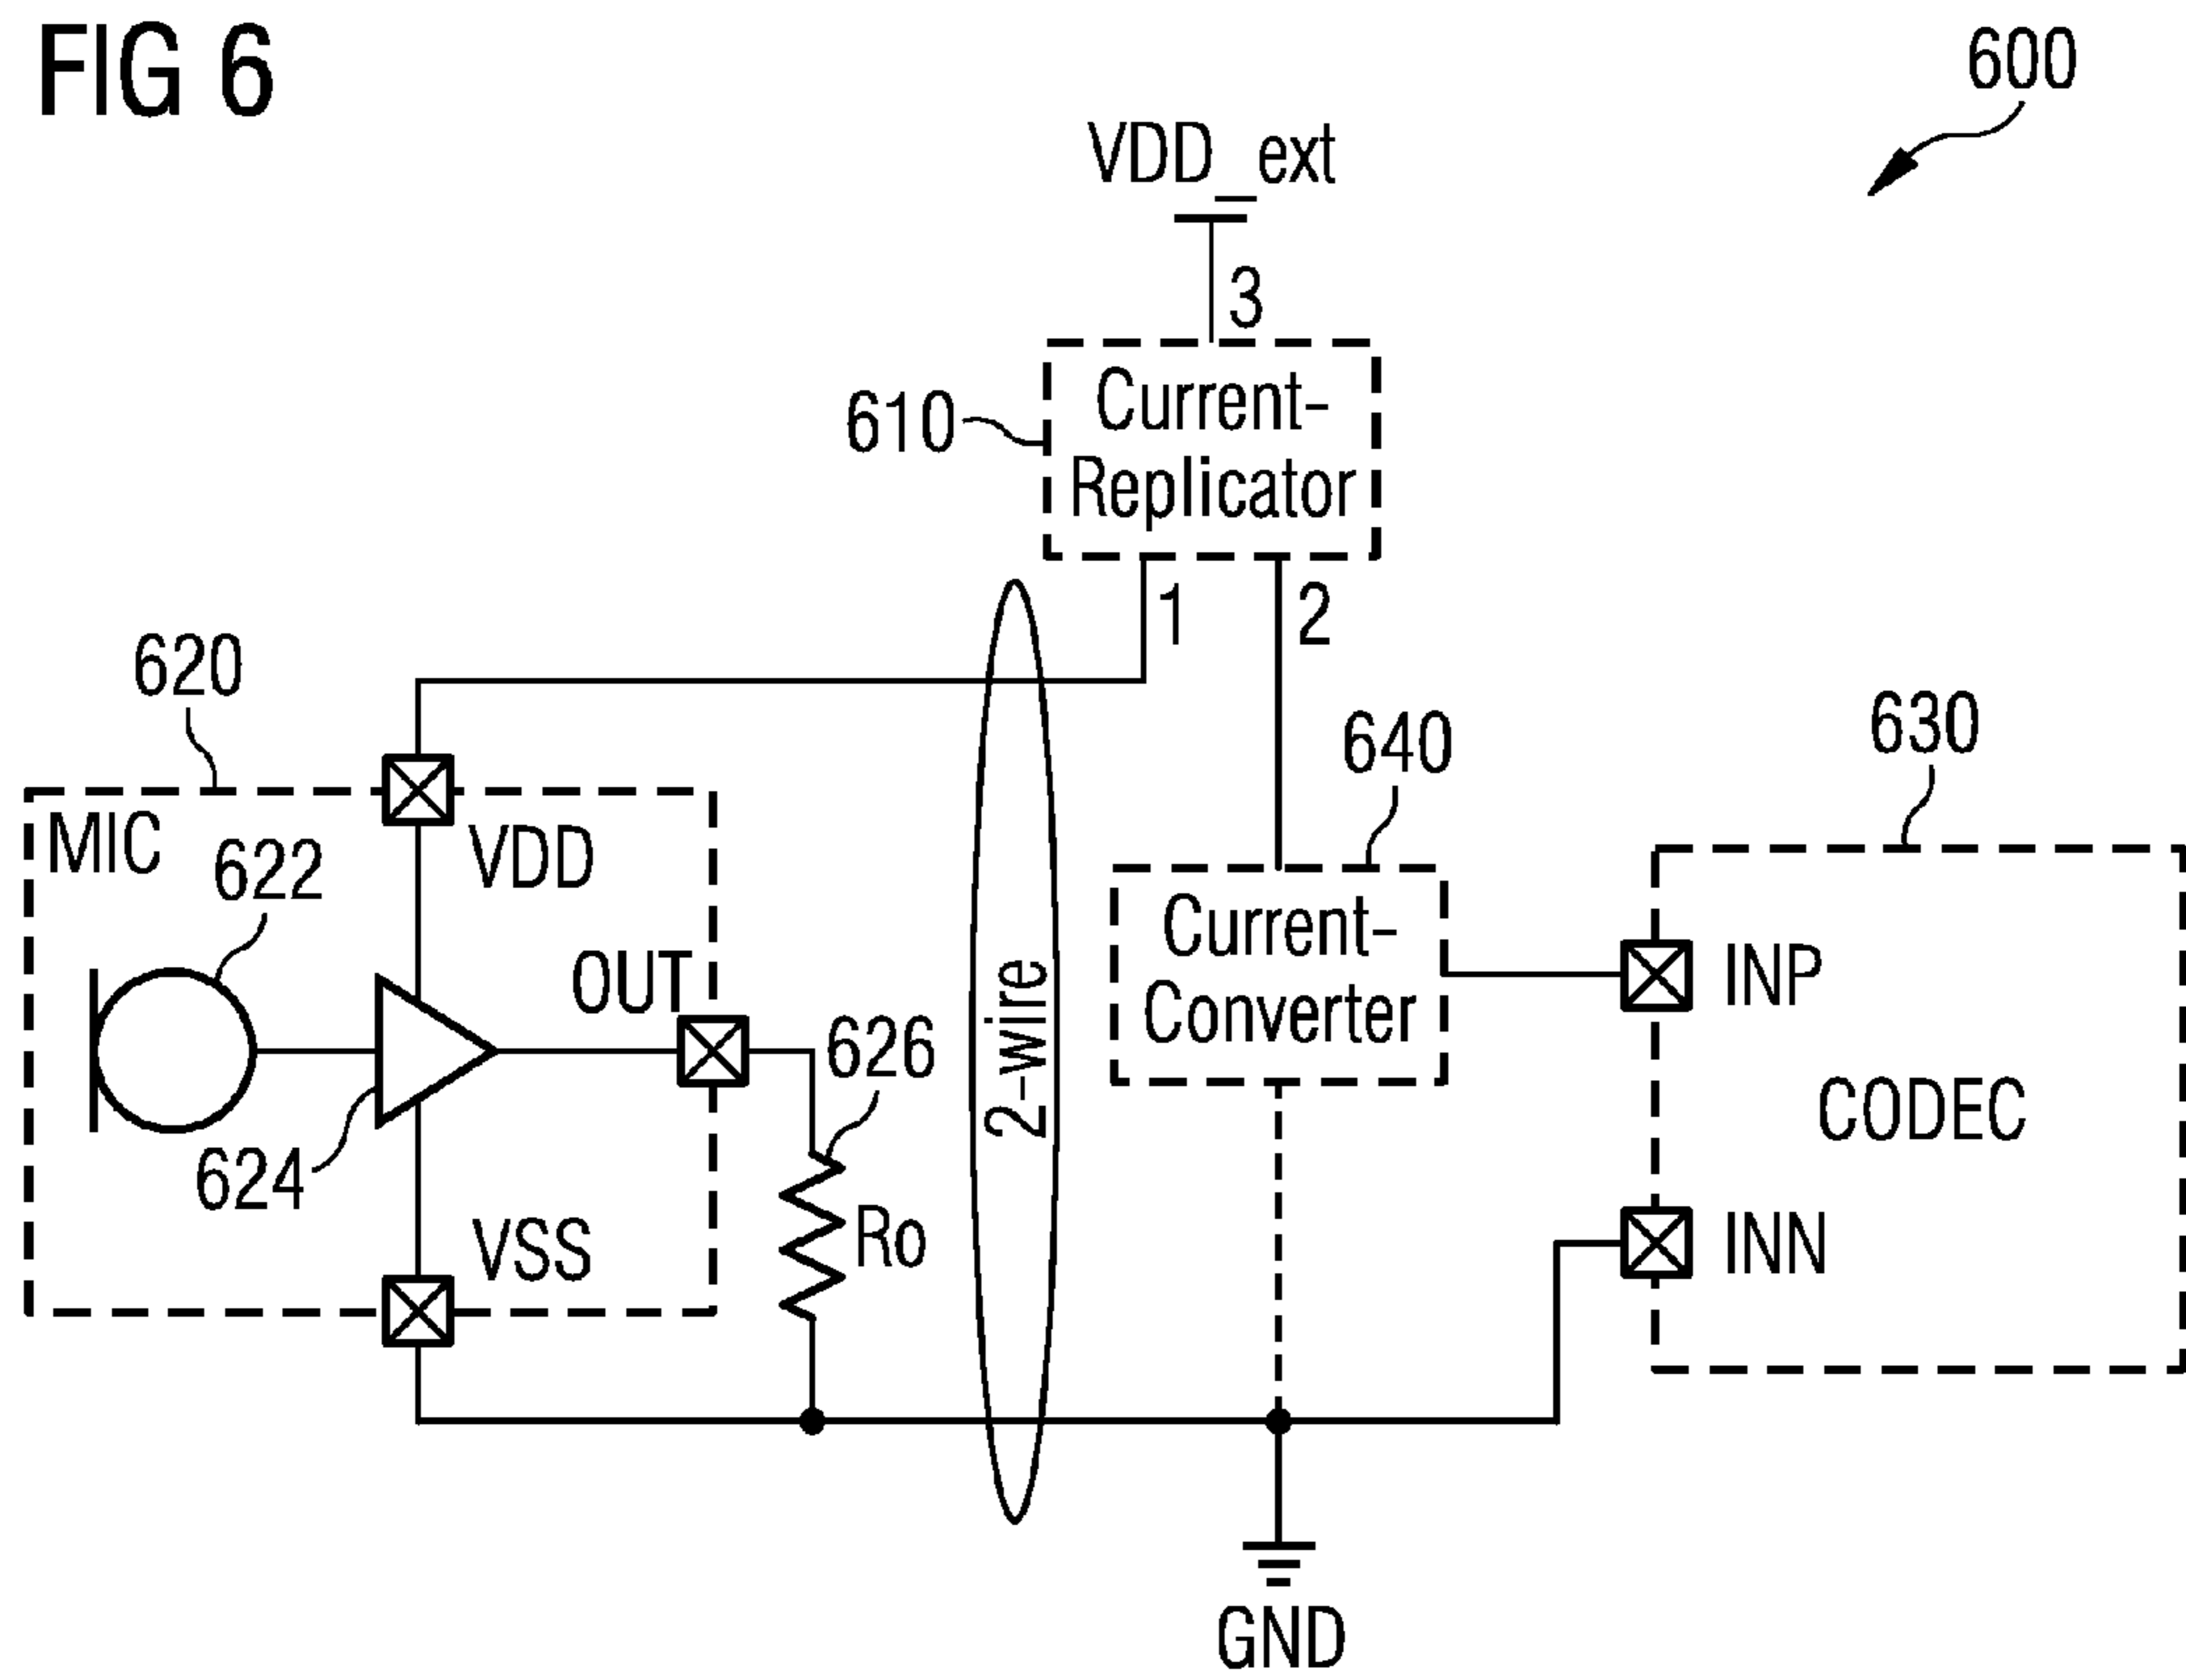 FIG 6
600
VDD_ext
3
610
Current-
Replicator
1
2
620
640
630
MIC
622
VDD
OUT
Current-
Converter
INP
626
2-wire
CODEC
624
VSS
Ro
INN
GND